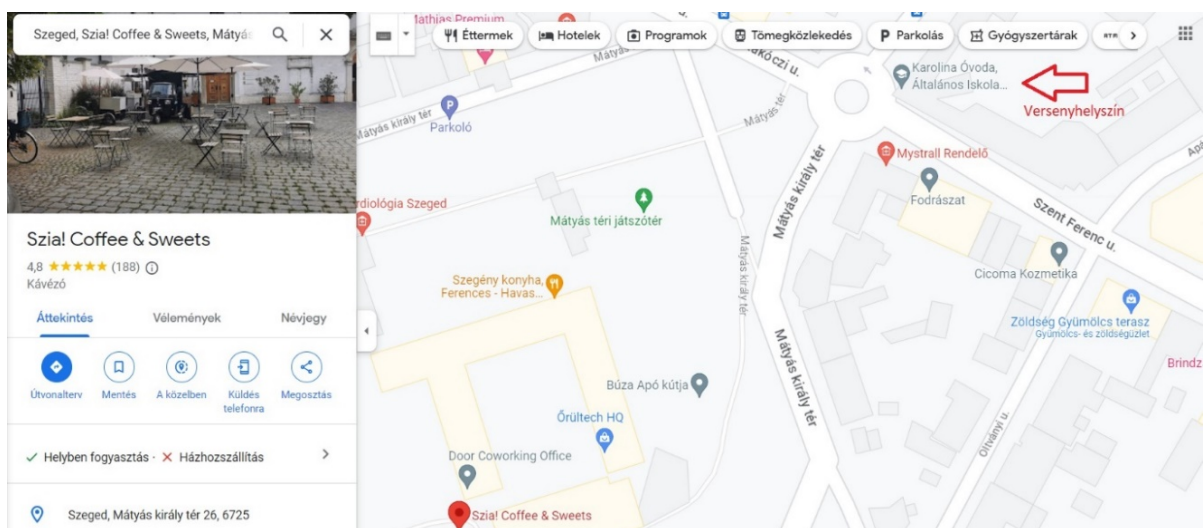 Szeged, Szia! Coffee & Sweets, Mátyás
Szia! Coffee & Sweets
4,8 ★★★★★ (188)
Kávézó
Áttekintés
Vélemények
Névjegy
Útvonalterv
Mentés
A közelben
Küldés
telefonra
Megosztás
Helyben fogyasztás · × Házhozszállítás
Szeged, Mátyás király tér 26, 6725
Mathias Premium
Éttermek
Hotelek
Programok
Tömegközlekedés
Parkolás
Gyógyszertárak
Rákóczi u.
Karolina Óvoda,
Általános Iskola...
Versenyhelyszín
Parkoló
Mátyás király tér
Mátyás tér
Mystrall Rendelő
Fodrászat
Mátyás király tér
Szent Ferenc u.
diológia Szeged
Mátyás téri játszótér
Cicoma Kozmetika
Mátyás király tér
Szegény konyha,
Ferences - Havas...
Zöldség Gyümölcs terasz
Gyümölcs- és zöldségüzlet
Mátyás király tér
Brindz
Búza Apó kútja
Őrültech HQ
Oltványi u.
Door Coworking Office
Szia! Coffee & Sweets